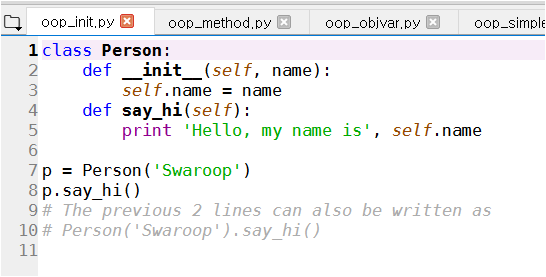 oop_init.py oop_method.py oop_objvar.py oop_simple
1 class Person:
2     def __init__(self, name):
3         self.name = name
4     def say_hi(self):
5         print 'Hello, my name is', self.name
6
7 p = Person('Swaroop')
8 p.say_hi()
9 # The previous 2 lines can also be written as
10 # Person('Swaroop').say_hi()
11